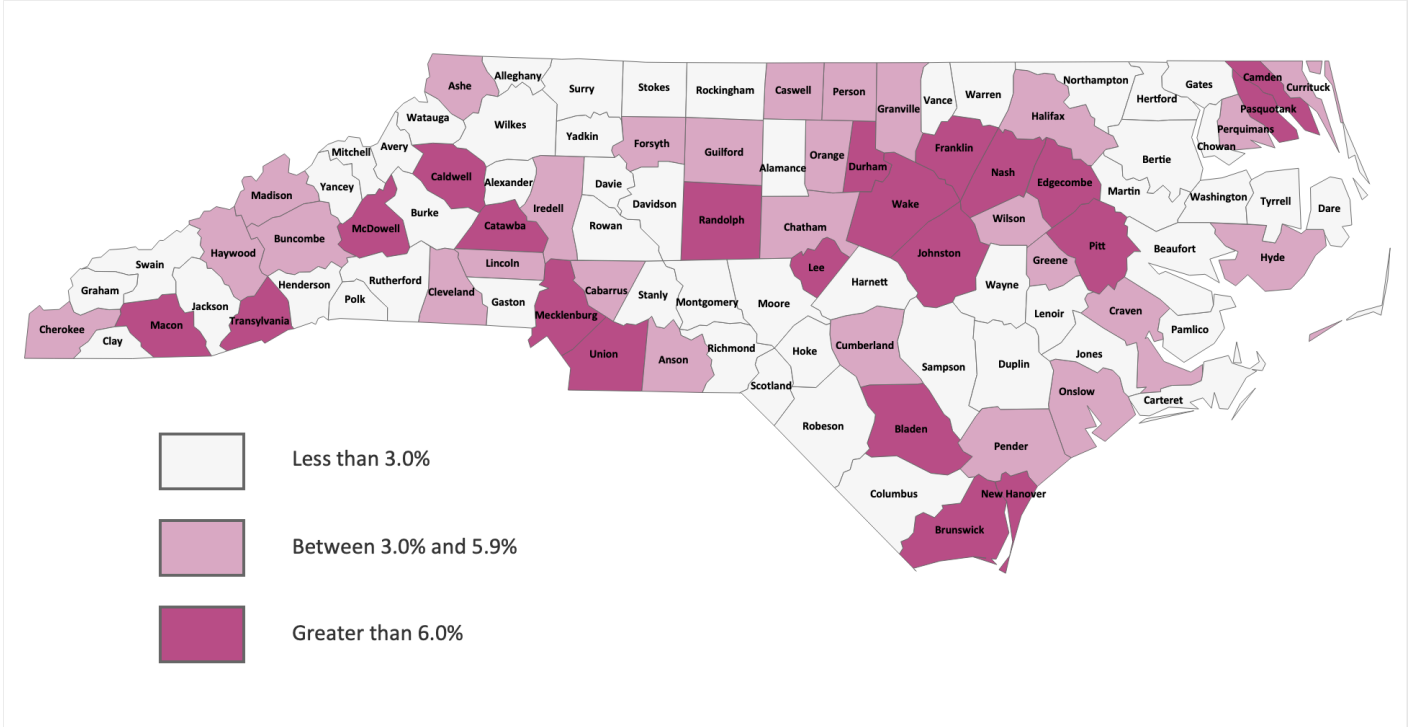 Alleghany
Ashe
Surry
Stokes
Rockingham
Caswell
Person
Granville
Vance
Warren
Northampton
Hertford
Gates
Camden
Currituck
Pasquotank
Perquimans
Chowan
Halifax
Bertie
Watauga
Wilkes
Yadkin
Forsyth
Guilford
Alamance
Orange
Durham
Franklin
Nash
Edgecombe
Martin
Washington
Tyrrell
Dare
Mitchell
Avery
Caldwell
Alexander
Davie
Iredell
Davidson
Madison
Yancey
McDowell
Burke
Catawba
Rowan
Randolph
Chatham
Wake
Wilson
Pitt
Beaufort
Hyde
Haywood
Buncombe
Swain
Graham
Jackson
Henderson
Rutherford
Polk
Cleveland
Lincoln
Gaston
Mecklenburg
Cabarrus
Stanly
Montgomery
Moore
Lee
Harnett
Johnston
Greene
Wayne
Lenoir
Craven
Pamlico
Cherokee
Macon
Clay
Transylvania
Union
Anson
Richmond
Hoke
Scotland
Cumberland
Sampson
Duplin
Jones
Onslow
Carteret
Robeson
Bladen
Pender
Columbus
New Hanover
Brunswick
Less than 3.0%
Between 3.0% and 5.9%
Greater than 6.0%